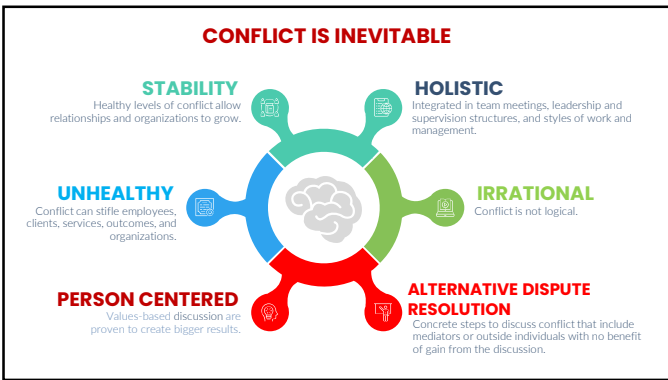 CONFLICT IS INEVITABLE
STABILITY
Healthy levels of conflict allow
relationships and organizations to grow.
HOLISTIC
Integrated in team meetings, leadership and
supervision structures, and styles of work and
management.
UNHEALTHY
Conflict can stifle employees,
clients, services, outcomes, and
organizations.
IRRATIONAL
Conflict is not logical.
PERSON CENTERED
Values-based discussion are
proven to create bigger results.
ALTERNATIVE DISPUTE
RESOLUTION
Concrete steps to discuss conflict that include
mediators or outside individuals with no benefit
of gain from the discussion.